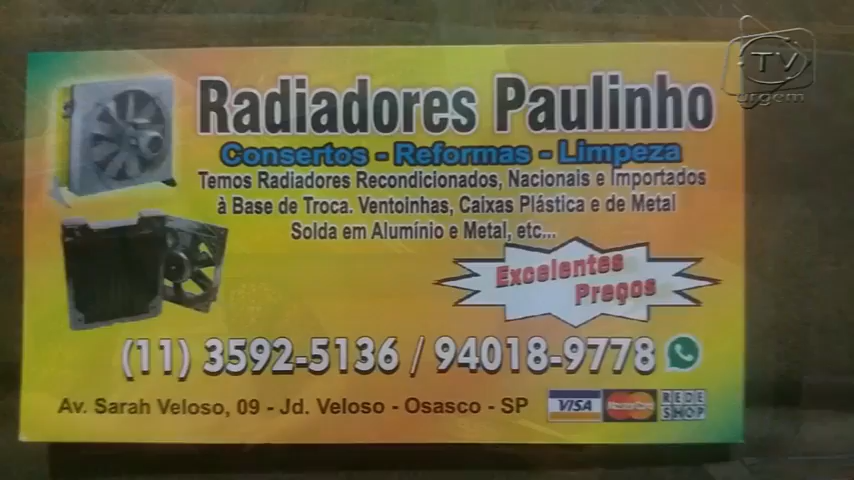 TV
urgem
Radiadores Paulinho
Consertos - Reformas - Limpeza
Temos Radiadores Recondicionados, Nacionais e Importados
à Base de Troca. Ventoinhas, Caixas Plástica e de Metal
Solda em Alumínio e Metal, etc...
Excelentes
Preços
(11) 3592-5136 / 94018-9778
Av. Sarah Veloso, 09 - Jd. Veloso - Osasco - SP
VISA
MasterCard
REDE
SHOP